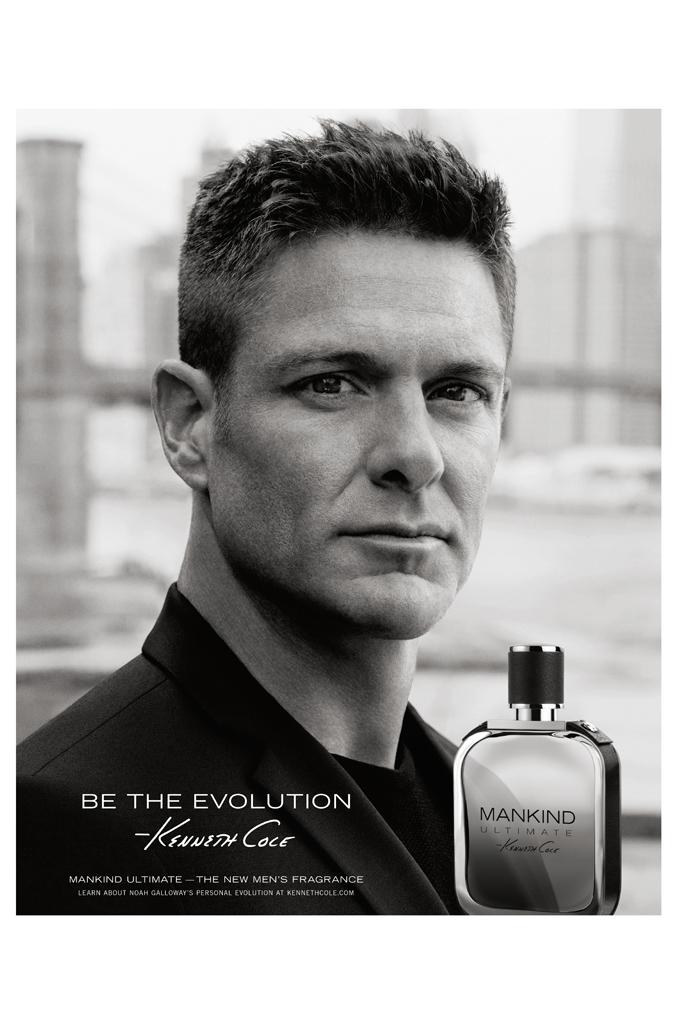 BE THE EVOLUTION
–KENNETH COLE
MANKIND ULTIMATE — THE NEW MEN'S FRAGRANCE
LEARN ABOUT NOAH GALLOWAY'S PERSONAL EVOLUTION AT KENNETHCOLE.COM
MANKIND
ULTIMATE
–KENNETH COLE